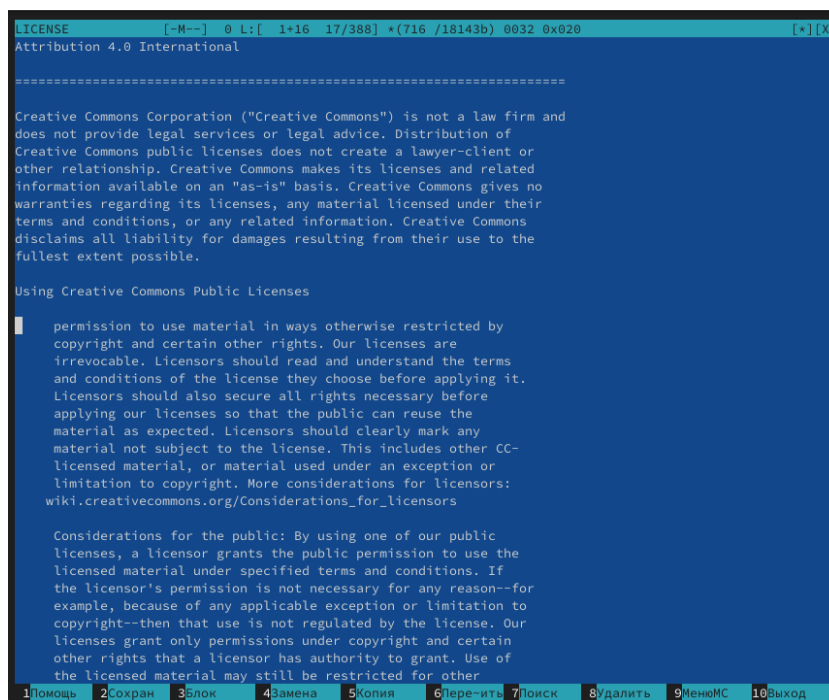 LICENSE [-M--] 0 L:[ 1+16 17/388] *(716 /18143b) 0032 0x020 [*][X
Attribution 4.0 International
=======================================================================
Creative Commons Corporation ("Creative Commons") is not a law firm and
does not provide legal services or legal advice. Distribution of
Creative Commons public licenses does not create a lawyer-client or
other relationship. Creative Commons makes its licenses and related
information available on an "as-is" basis. Creative Commons gives no
warranties regarding its licenses, any material licensed under their
terms and conditions, or any related information. Creative Commons
disclaims all liability for damages resulting from their use to the
fullest extent possible.
Using Creative Commons Public Licenses
permission to use material in ways otherwise restricted by
copyright and certain other rights. Our licenses are
irrevocable. Licensors should read and understand the terms
and conditions of the license they choose before applying it.
Licensors should also secure all rights necessary before
applying our licenses so that the public can reuse the
material as expected. Licensors should clearly mark any
material not subject to the license. This includes other CC-
licensed material, or material used under an exception or
limitation to copyright. More considerations for licensors:
wiki.creativecommons.org/Considerations_for_licensors
Considerations for the public: By using one of our public
licenses, a licensor grants the public permission to use the
licensed material under specified terms and conditions. If
the licensor's permission is not necessary for any reason--for
example, because of any applicable exception or limitation to
copyright--then that use is not regulated by the license. Our
licenses grant only permissions under copyright and certain
other rights that a licensor has authority to grant. Use of
the licensed material may still be restricted for other
1Помощь 2Сохран 3Блок 4Замена 5Копия 6Пере~ить 7Поиск 8Удалить 9МенюMC 10Выход